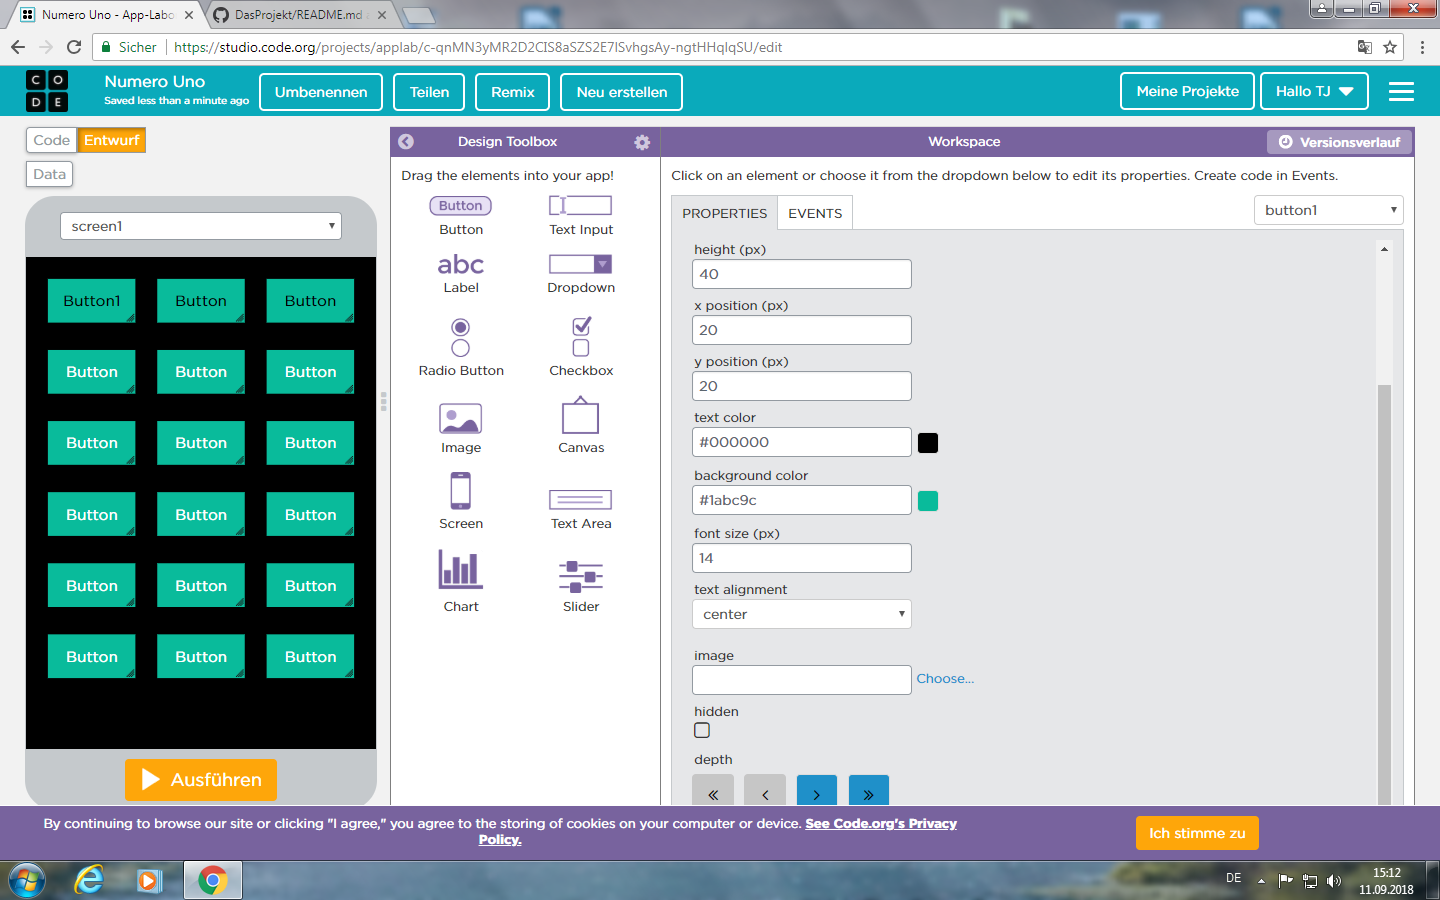 Numero Uno - App-Labo
DasProjekt/README.md
Sicher
https://studio.code.org/projects/applab/c-qnMN3yMR2D2CIS8aSZS2E7lSvhgsAy-ngtHHqlqSU/edit
CODE
Numero Uno
Saved less than a minute ago
Umbenennen
Teilen
Remix
Neu erstellen
Meine Projekte
Hallo TJ
Code
Entwurf
Data
Design Toolbox
Workspace
Versionsverlauf
screen1
Button1 Button Button
Button Button Button
Button Button Button
Button Button Button
Button Button Button
Button Button Button
Ausführen
Drag the elements into your app!
Button
Button
Text Input
abc
Label
Dropdown
Radio Button
Checkbox
Image
Canvas
Screen
Text Area
Chart
Slider
Click on an element or choose it from the dropdown below to edit its properties. Create code in Events.
PROPERTIES
EVENTS
button1
height (px)
40
x position (px)
20
y position (px)
20
text color
#000000
background color
#1abc9c
font size (px)
14
text alignment
center
image
Choose...
hidden
depth
By continuing to browse our site or clicking "I agree," you agree to the storing of cookies on your computer or device. See Code.org's Privacy
Policy.
Ich stimme zu
DE
15:12
11.09.2018